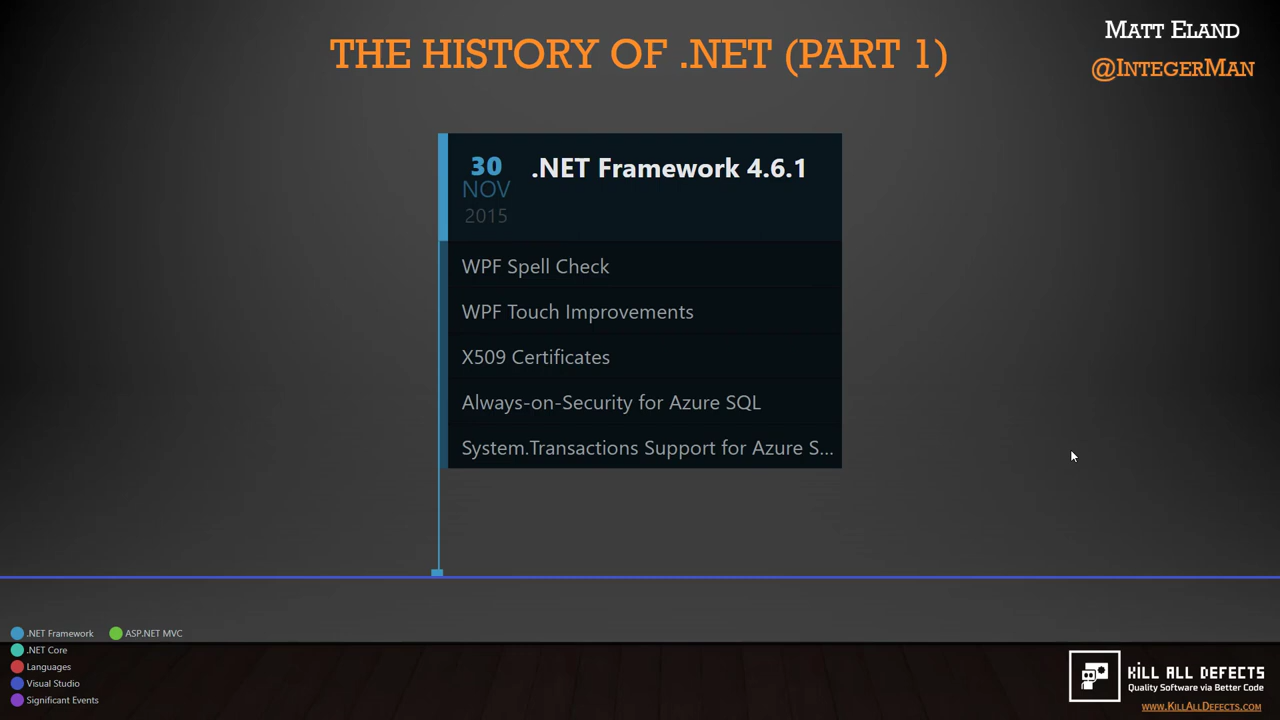 THE HISTORY OF .NET (PART 1)
MATT ELAND
@INTEGERMAN
30
NOV
2015
.NET Framework 4.6.1
WPF Spell Check
WPF Touch Improvements
X509 Certificates
Always-on-Security for Azure SQL
System.Transactions Support for Azure S...
.NET Framework
ASP.NET MVC
.NET Core
Languages
Visual Studio
Significant Events
KILL ALL DEFECTS
Quality Software via Better Code
WWW.KILLALLDEFECTS.COM